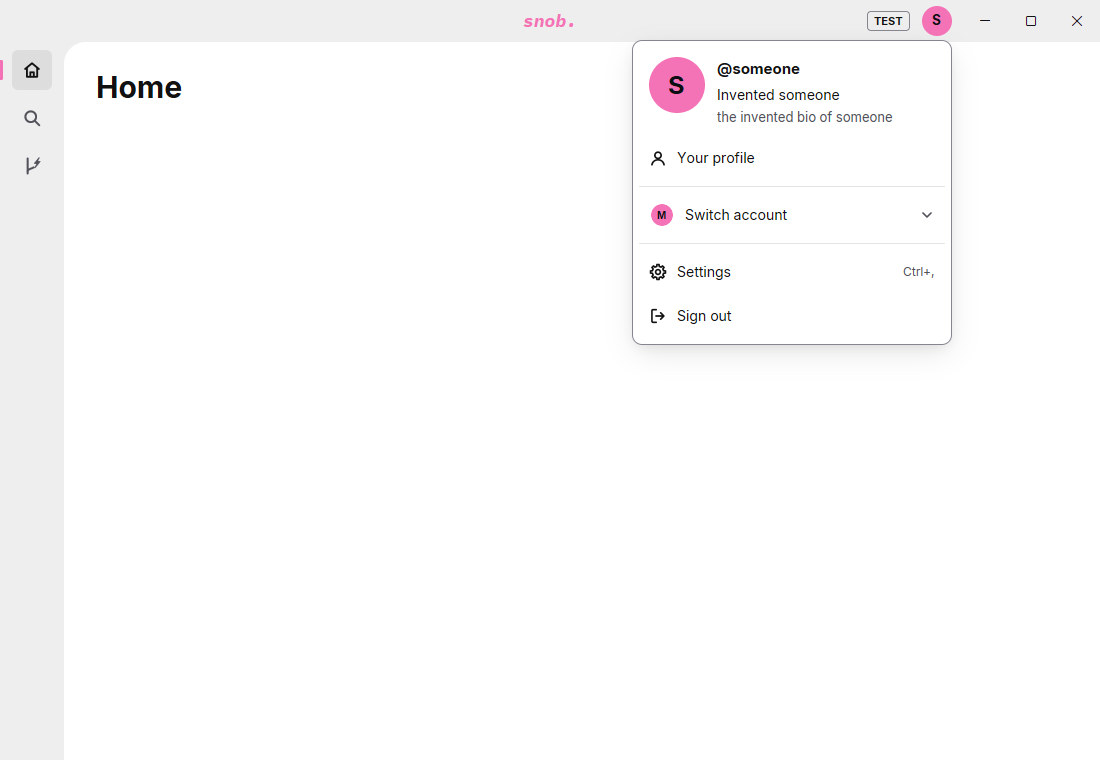 snob.
TEST
S
Home
S
@someone
Invented someone
the invented bio of someone
Your profile
M
Switch account
Settings
Ctrl+,
Sign out